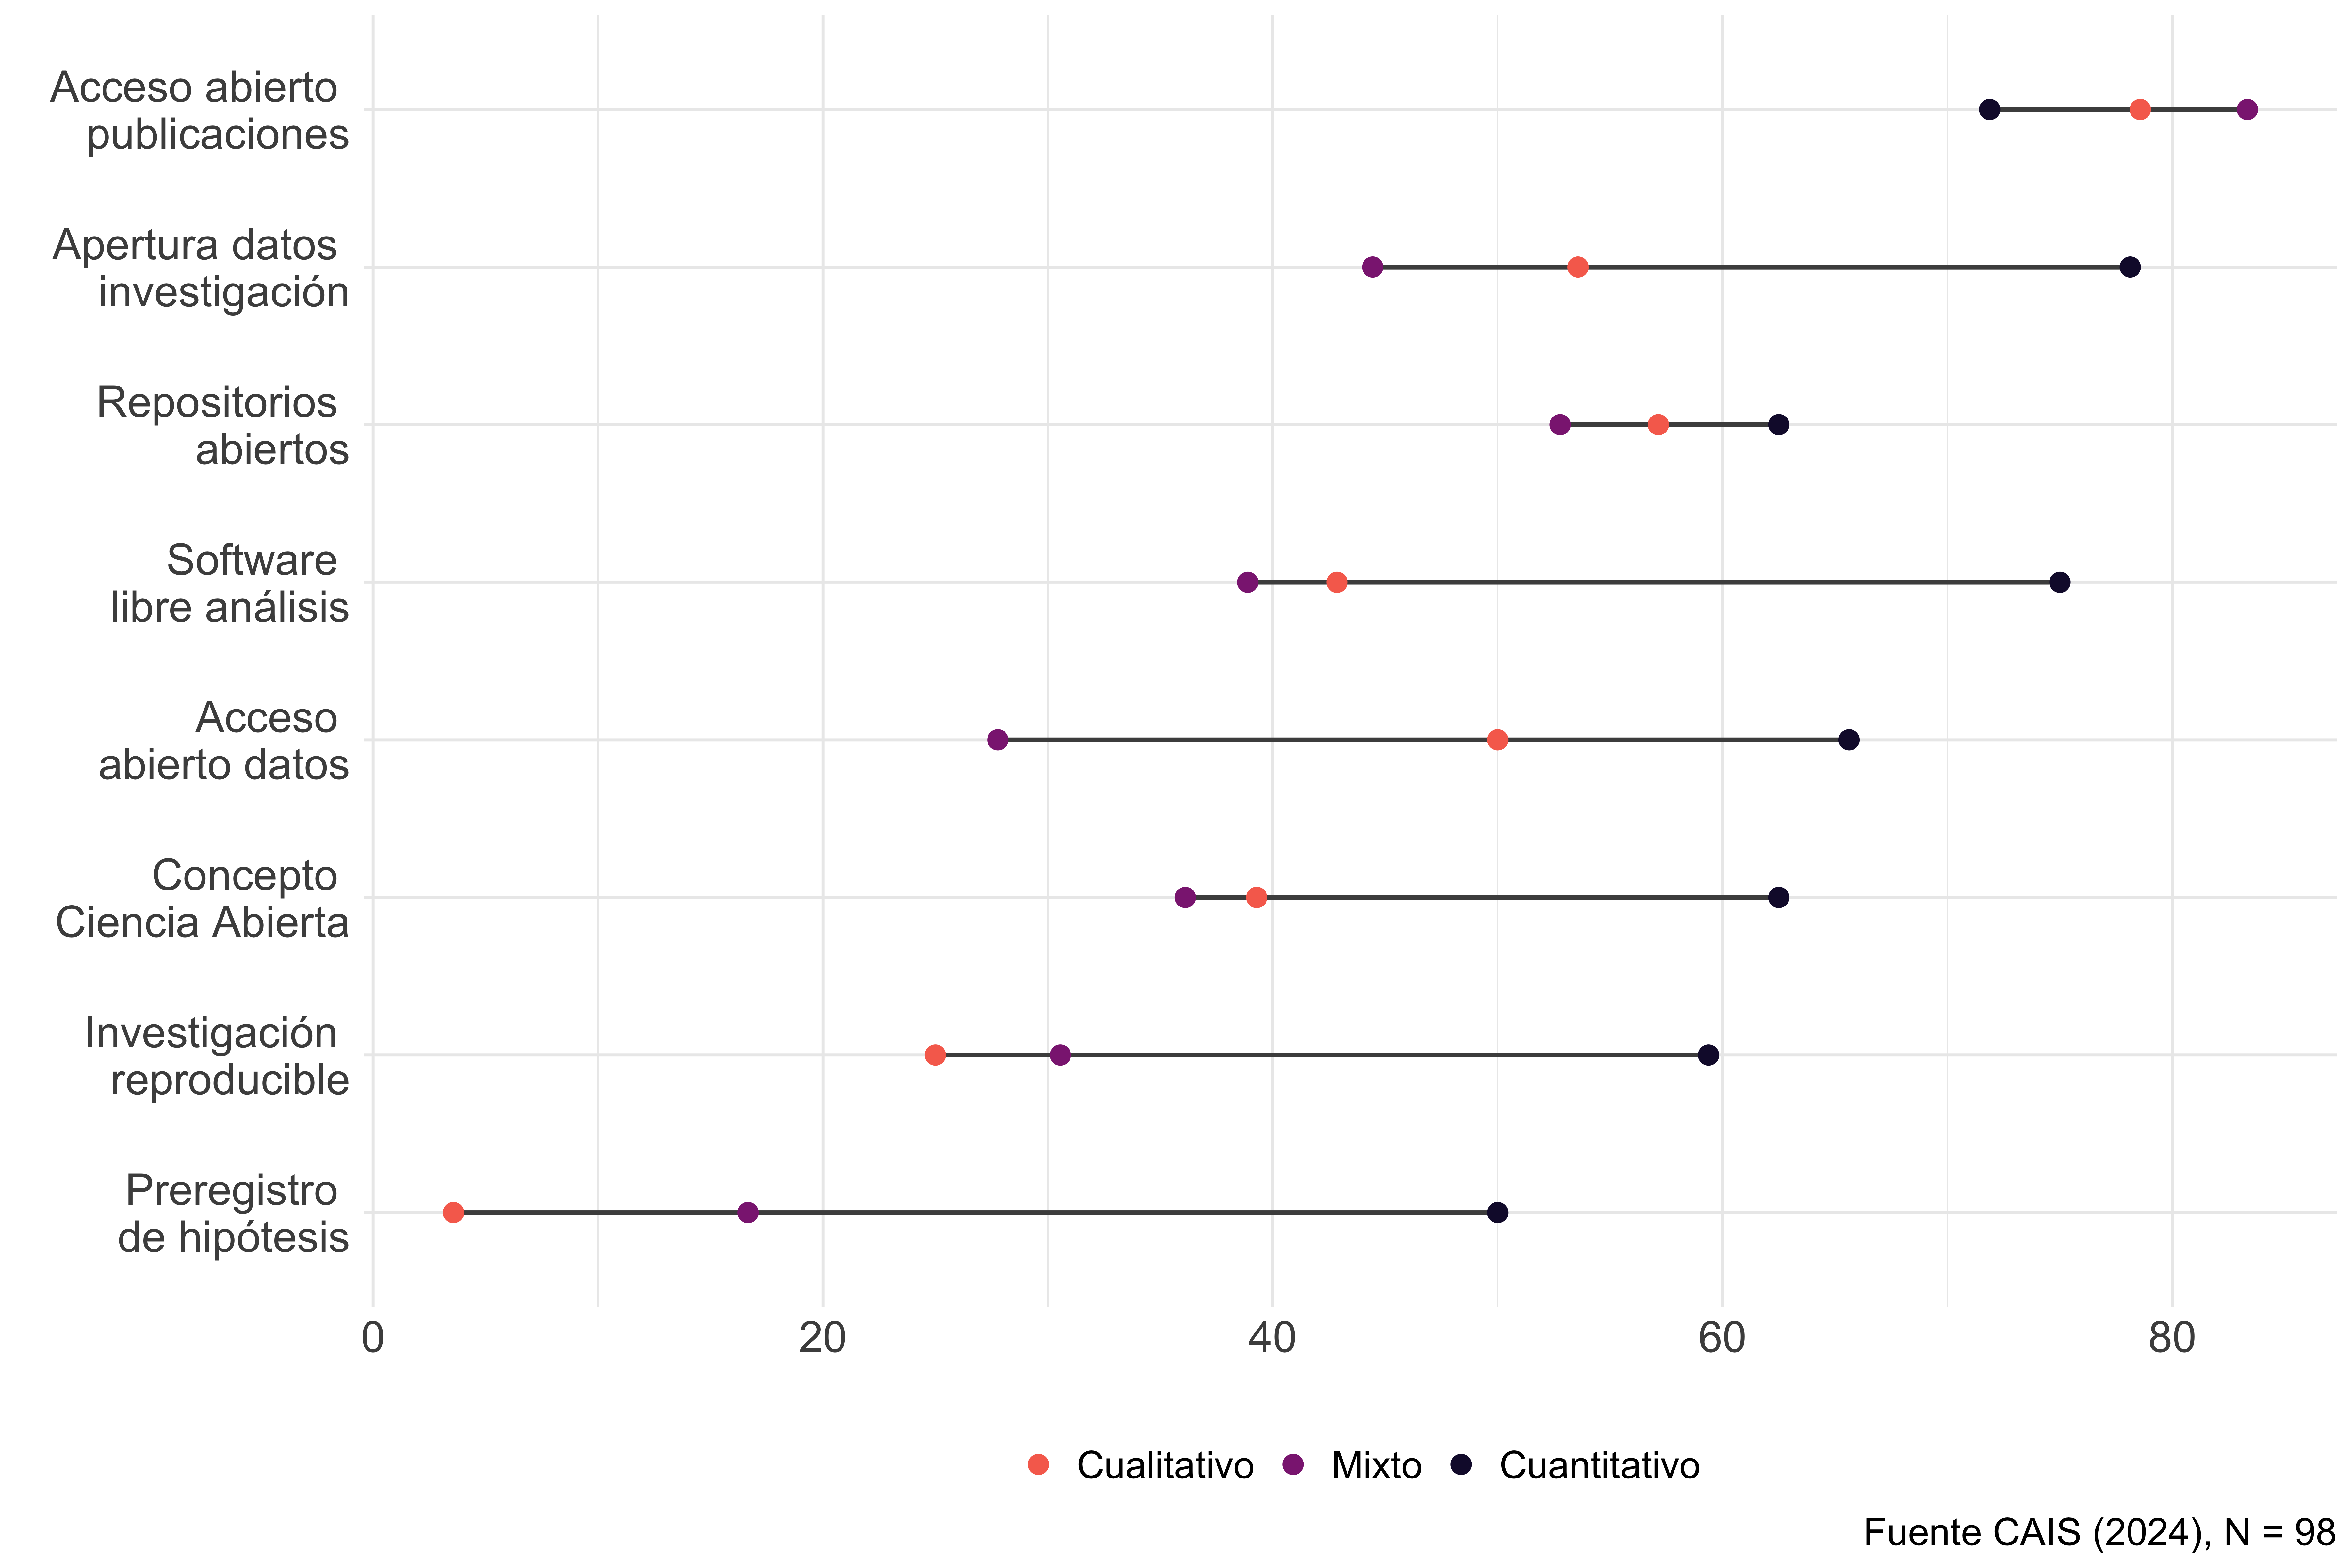 Acceso abierto
publicaciones
Apertura datos
investigación
Repositorios
abiertos
Software
libre análisis
Acceso
abierto datos
Concepto
Ciencia Abierta
Investigación
reproducible
Preregistro
de hipótesis
0 20 40 60 80
Cualitativo Mixto Cuantitativo
Fuente CAIS (2024), N = 98